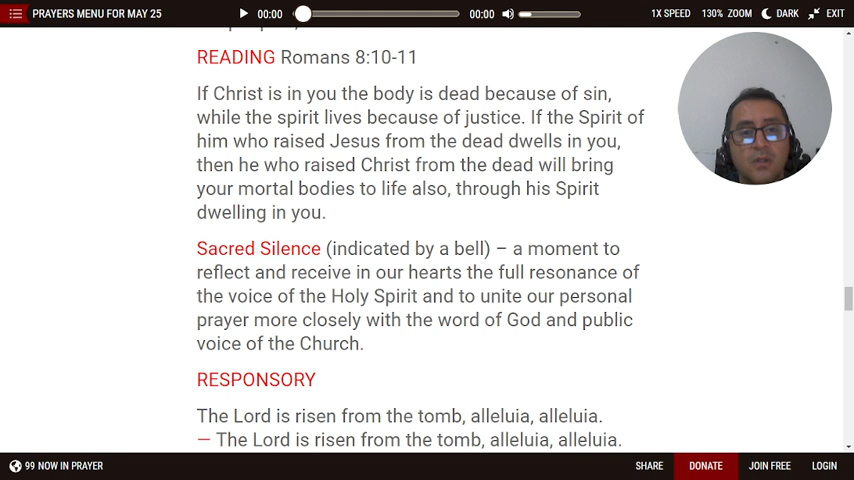 PRAYERS MENU FOR MAY 25
00:00
00:00
1X SPEED
130% ZOOM
DARK
EXIT
READING Romans 8:10-11
If Christ is in you the body is dead because of sin,
while the spirit lives because of justice. If the Spirit of
him who raised Jesus from the dead dwells in you,
then he who raised Christ from the dead will bring
your mortal bodies to life also, through his Spirit
dwelling in you.
Sacred Silence (indicated by a bell) – a moment to
reflect and receive in our hearts the full resonance of
the voice of the Holy Spirit and to unite our personal
prayer more closely with the word of God and public
voice of the Church.
RESPONSORY
The Lord is risen from the tomb, alleluia, alleluia.
— The Lord is risen from the tomb, alleluia, alleluia.
99 NOW IN PRAYER
SHARE
DONATE
JOIN FREE
LOGIN